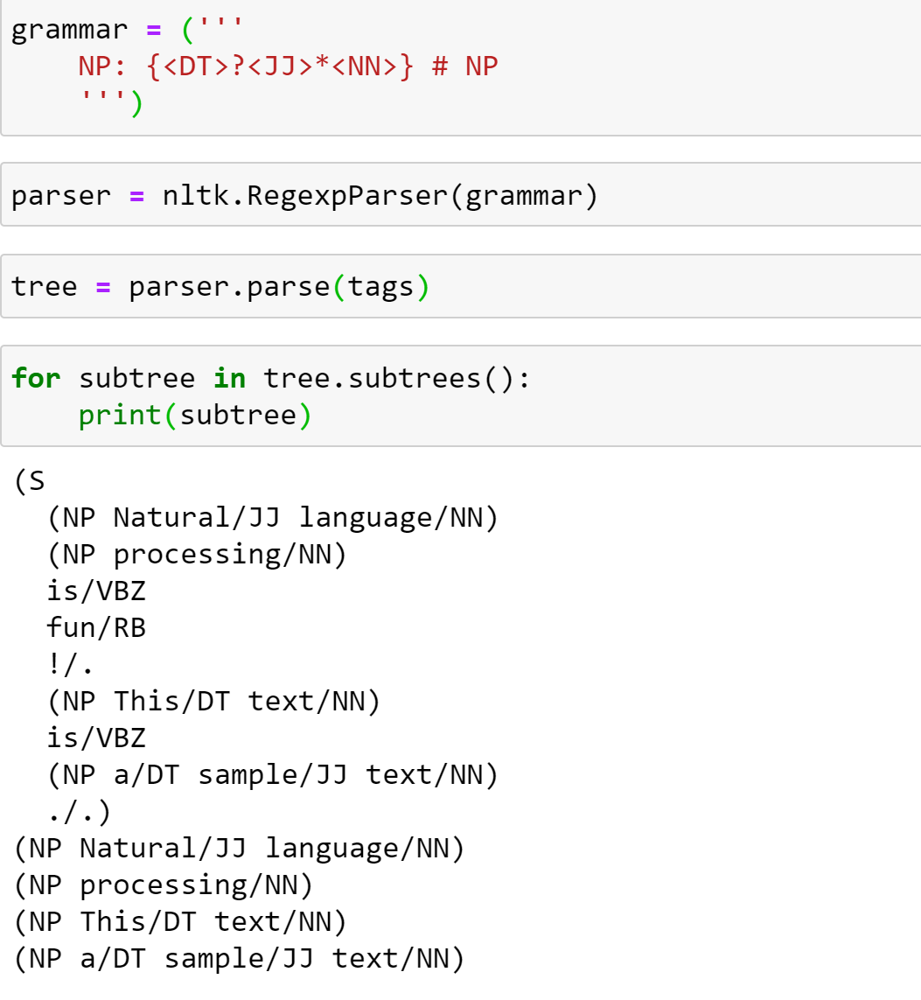 grammar = ('''
    NP: {<DT>?<JJ>*<NN>} # NP
    ''')
parser = nltk.RegexpParser(grammar)
tree = parser.parse(tags)
for subtree in tree.subtrees():
    print(subtree)
(S
  (NP Natural/JJ language/NN)
  (NP processing/NN)
  is/VBZ
  fun/RB
  !/.
  (NP This/DT text/NN)
  is/VBZ
  (NP a/DT sample/JJ text/NN)
  ./.)
(NP Natural/JJ language/NN)
(NP processing/NN)
(NP This/DT text/NN)
(NP a/DT sample/JJ text/NN)